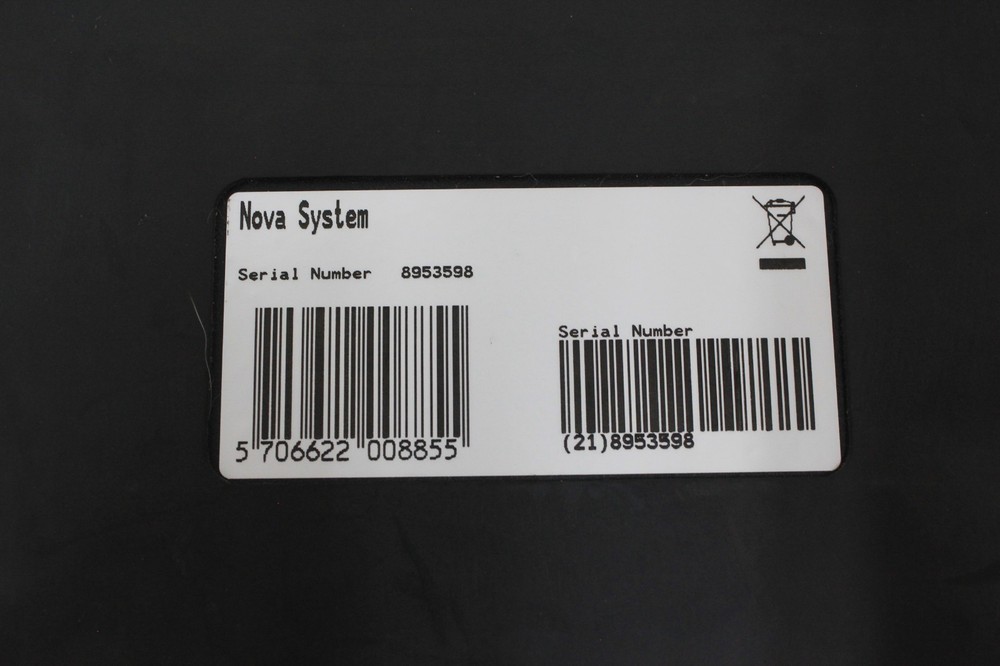 Nova System
Serial Number 8953598
5 706622 008855
Serial Number
(21)8953598